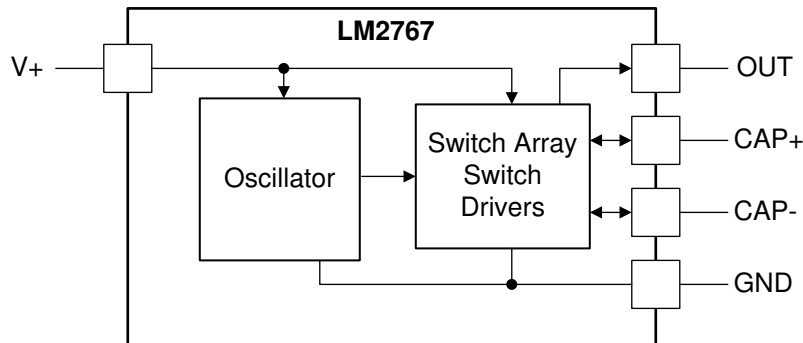 LM2767
V+
OUT
CAP+
CAP-
GND
Oscillator
Switch Array
Switch
Drivers